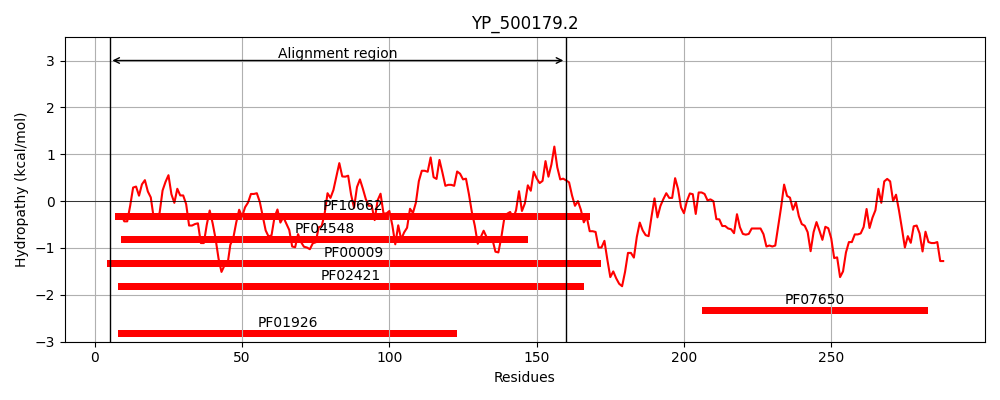 YP_500179.2
Hydropathy (kcal/mol)
3
2
1
0
−1
−2
−3
Alignment region
PF10662
PF04548
PF00009
PF02421
PF07650
PF01926
0
50
100
150
200
250
Residues